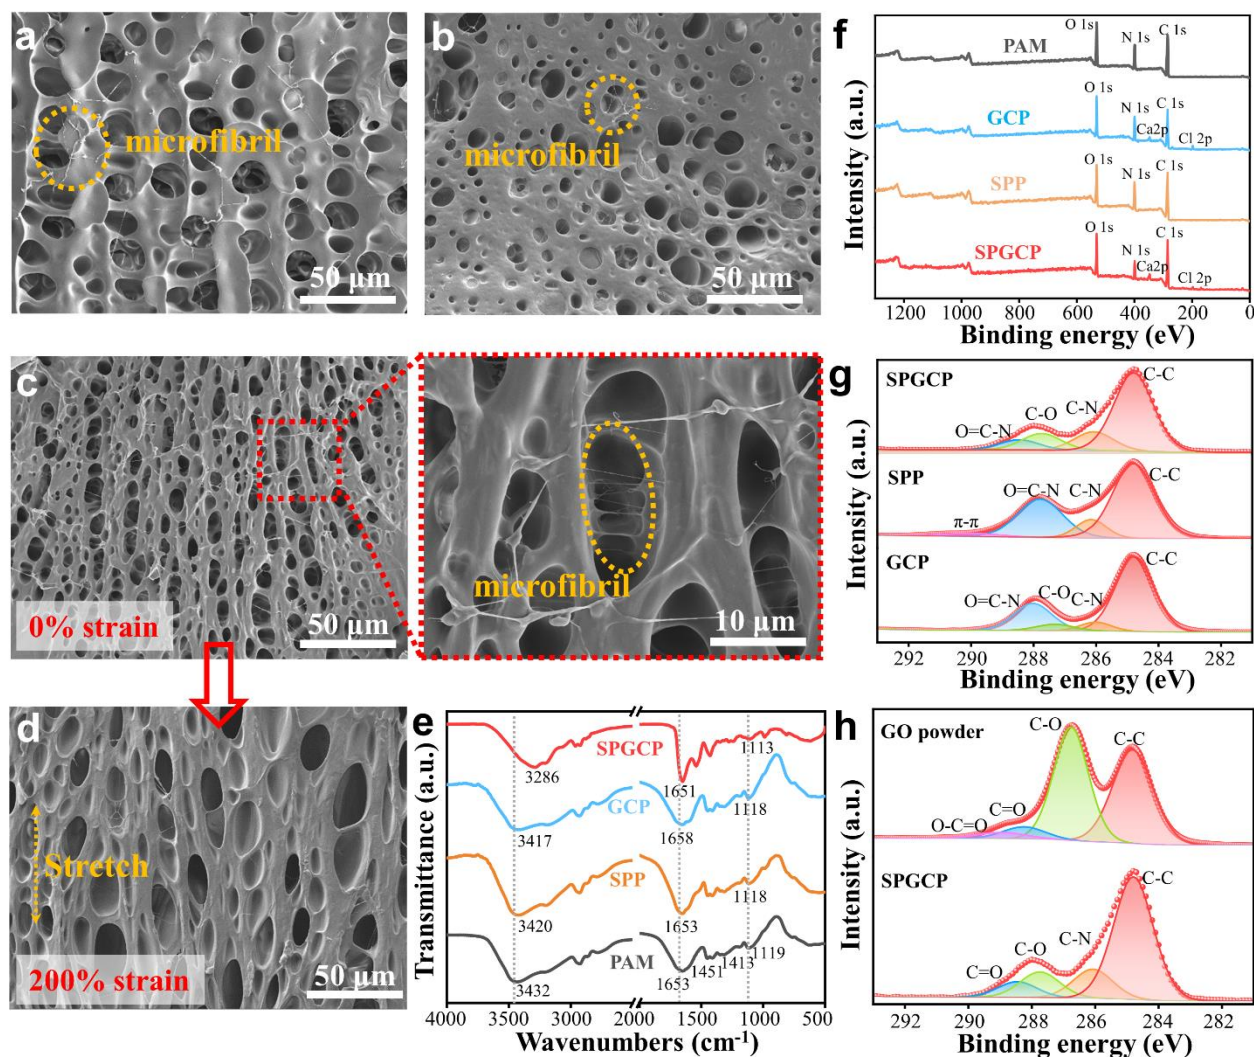 a
microfibril
50 μm
b
microfibril
50 μm
c
0% strain
50 μm
microfibril
10 μm
d
Stretch
200% strain
50 μm
e
Transmittance (a.u.)
SPGCP
3286
1651
1113
GCP
3417
1658
1118
SPP
3420
1653
1118
PAM
3432
1653
1451
1413
1119
4000 3000 2000 1500 1000 500
Wavenumbers (cm⁻¹)
f
Intensity (a.u.)
PAM
O 1s
N 1s
C 1s
GCP
O 1s
N 1s
Ca2p
C 1s
Cl 2p
SPP
O 1s
N 1s
C 1s
SPGCP
O 1s
N 1s
Ca2p
C 1s
Cl 2p
1200 1000 800 600 400 200 0
Binding energy (eV)
g
Intensity (a.u.)
SPGCP
O=C-N
C-O
C-N
C-C
SPP
π-π
O=C-N
C-N
C-C
GCP
O=C-N
C-O
C-N
C-C
292 290 288 286 284 282
Binding energy (eV)
h
Intensity (a.u.)
GO powder
O-C=O
C=O
C-O
C-C
SPGCP
C=O
C-O
C-N
C-C
292 290 288 286 284 282
Binding energy (eV)